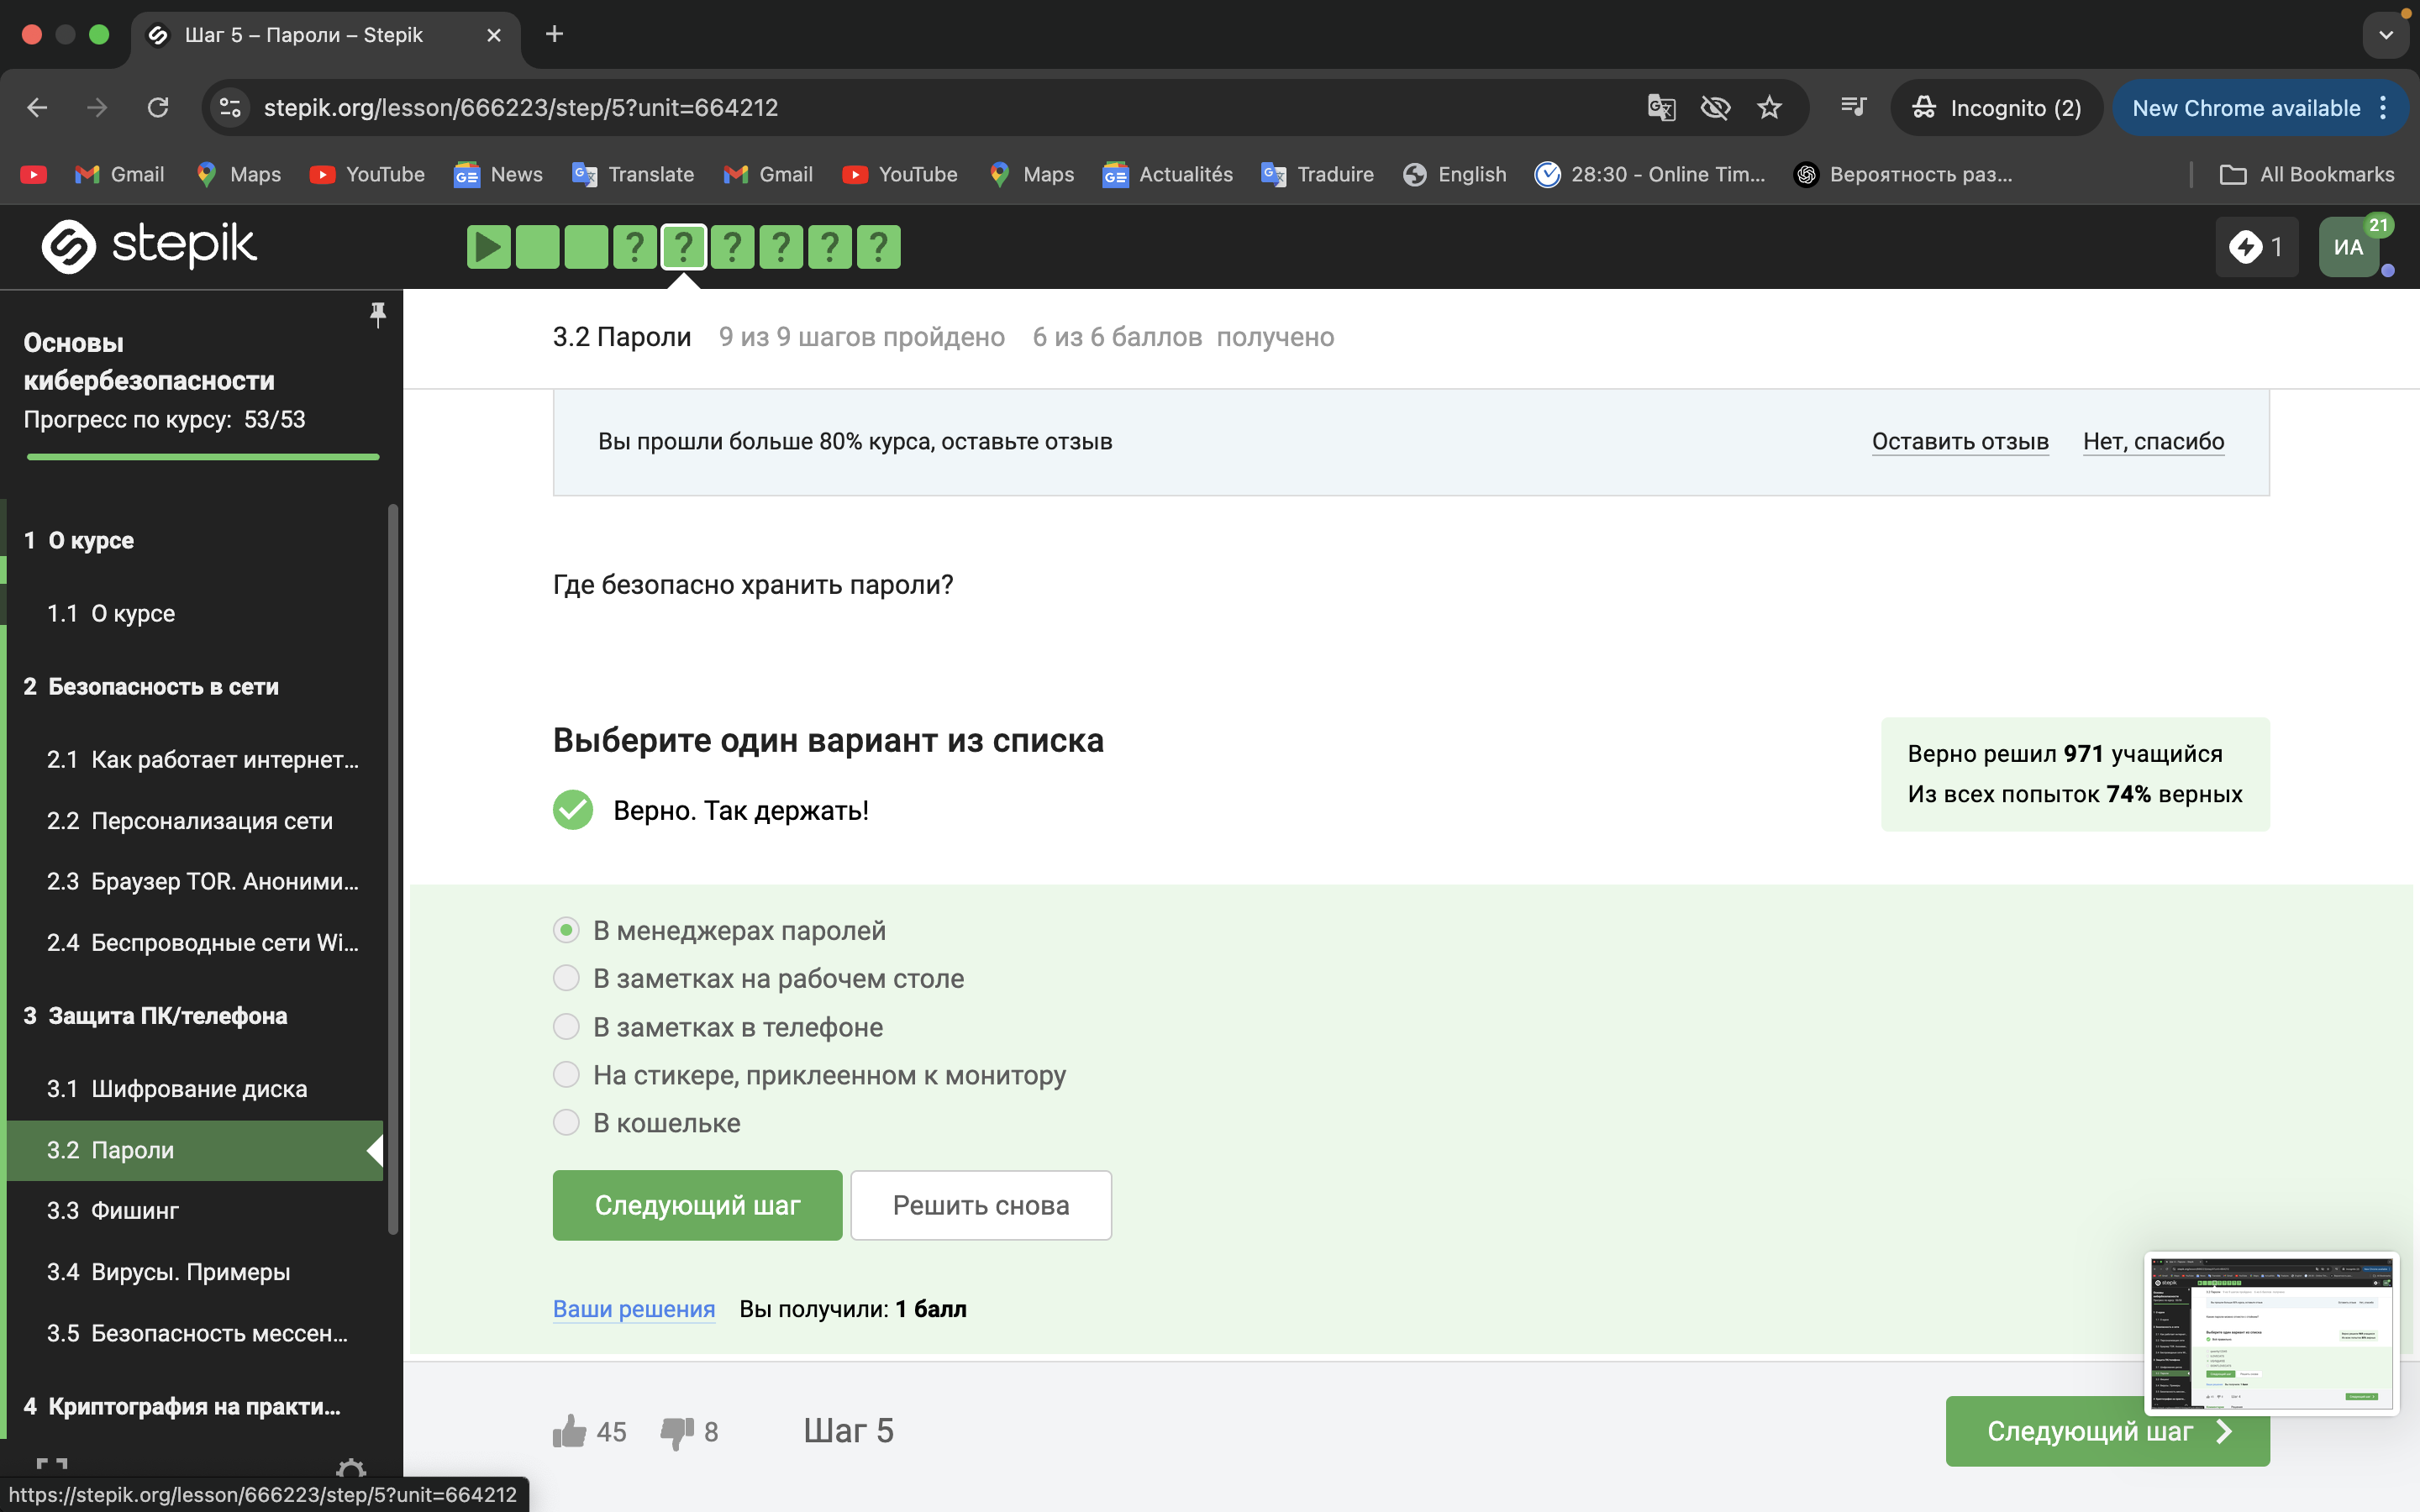 Шаг 5 – Пароли – Stepik
stepik.org/lesson/666223/step/5?unit=664212
Incognito (2)
New Chrome available
Gmail
Maps
YouTube
News
Translate
Gmail
YouTube
Maps
Actualités
Traduire
English
28:30 - Online Tim...
Вероятность раз...
All Bookmarks
stepik
? ? ? ? ? ?
1
ИА
21
Основы
кибербезопасности
Прогресс по курсу: 53/53
1 О курсе
1.1 О курсе
2 Безопасность в сети
2.1 Как работает интернет...
2.2 Персонализация сети
2.3 Браузер TOR. Аноними...
2.4 Беспроводные сети Wi...
3 Защита ПК/телефона
3.1 Шифрование диска
3.2 Пароли
3.3 Фишинг
3.4 Вирусы. Примеры
3.5 Безопасность мессен...
4 Криптография на практи...
3.2 Пароли 9 из 9 шагов пройдено 6 из 6 баллов получено
Вы прошли больше 80% курса, оставьте отзыв
Оставить отзыв
Нет, спасибо
Где безопасно хранить пароли?
Выберите один вариант из списка
Верно. Так держать!
Верно решил 971 учащийся
Из всех попыток 74% верных
В менеджерах паролей
В заметках на рабочем столе
В заметках в телефоне
На стикере, приклеенном к монитору
В кошельке
Следующий шаг
Решить снова
Ваши решения Вы получили: 1 балл
45
8
Шаг 5
Следующий шаг
https://stepik.org/lesson/666223/step/5?unit=664212